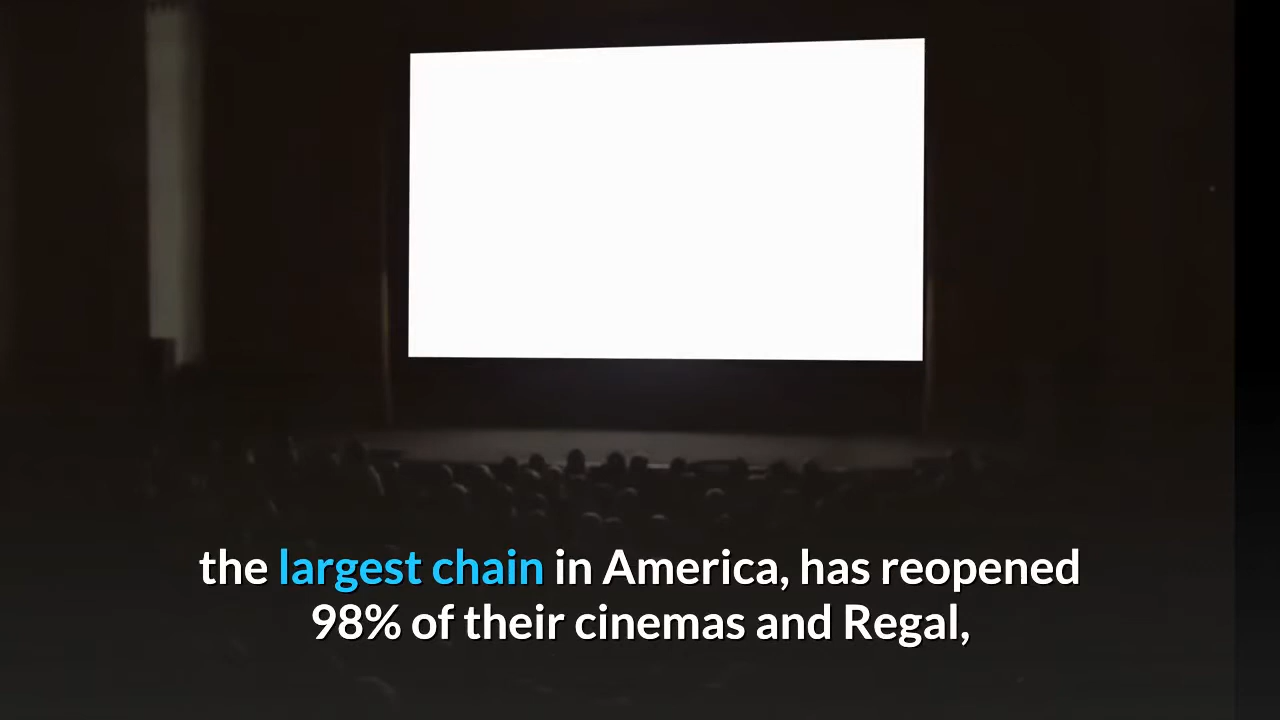 the largest chain in America, has reopened
98% of their cinemas and Regal,